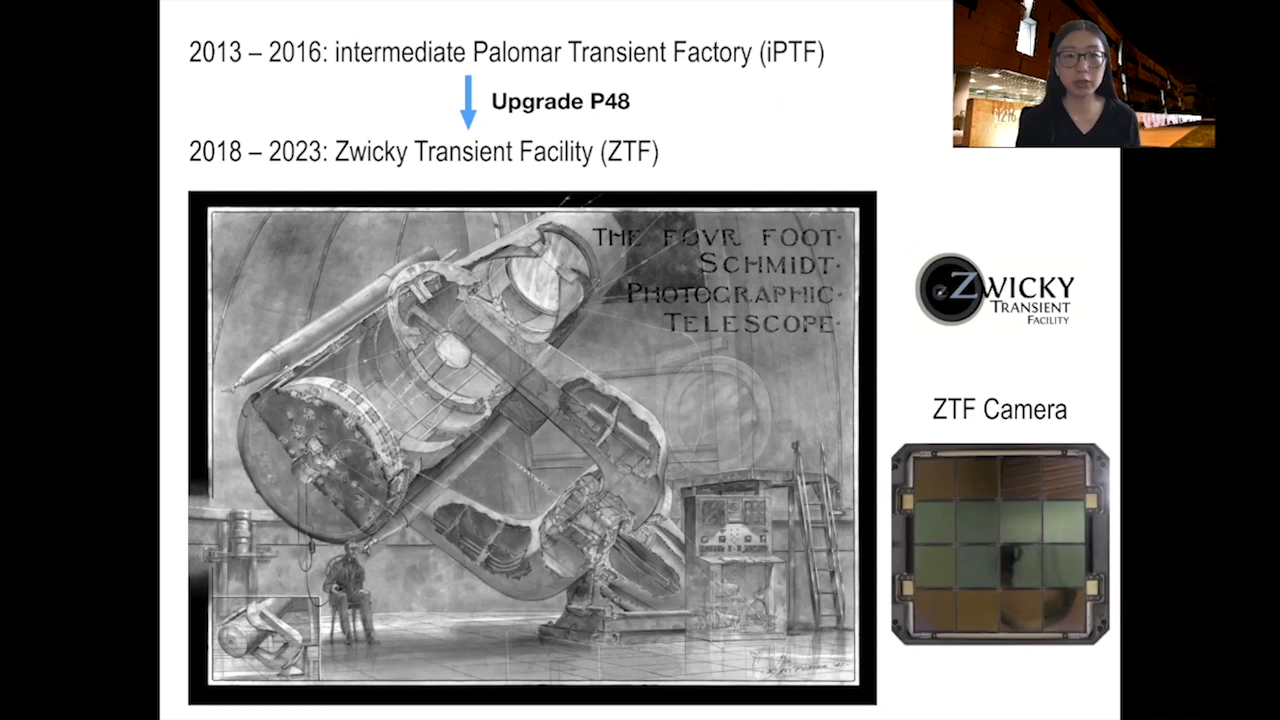 2013 – 2016: intermediate Palomar Transient Factory (iPTF)
Upgrade P48
2018 – 2023: Zwicky Transient Facility (ZTF)
THE FOVR FOOT·
SCHMIDT·
PHOTOGRAPHIC·
TELESCOPE·
ZWICKY
TRANSIENT
FACILITY
ZTF Camera
1216